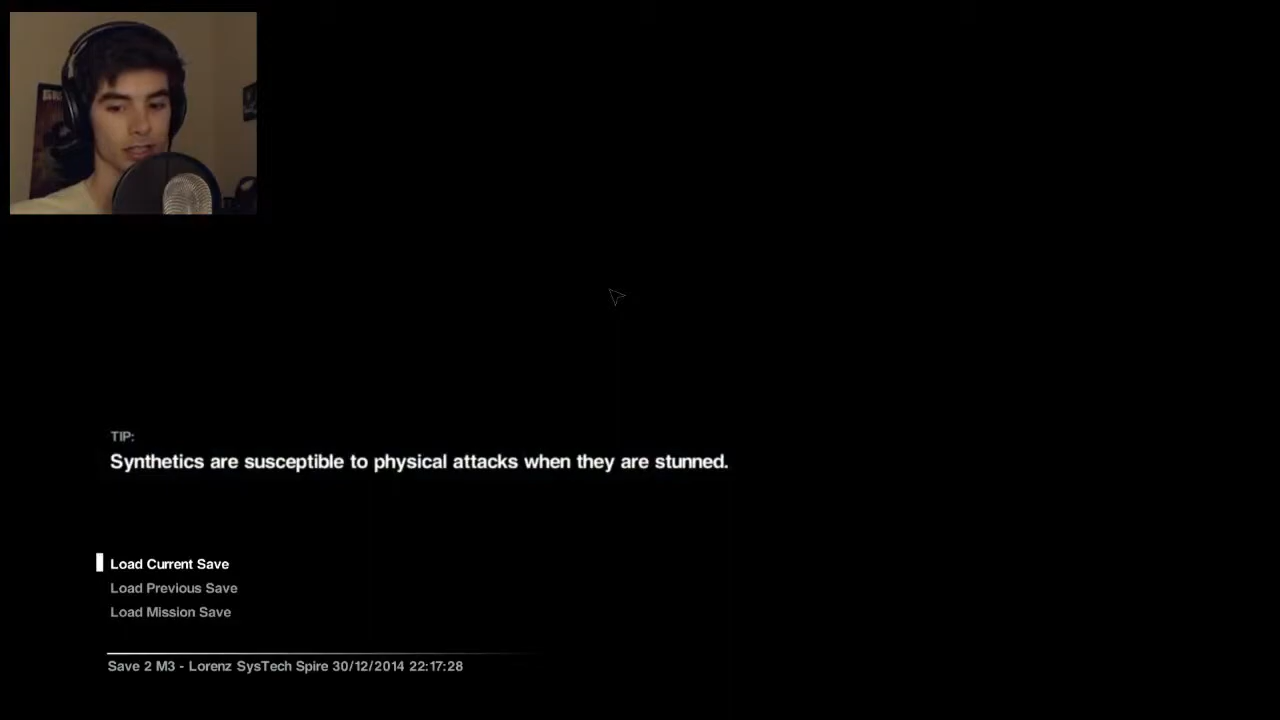 TIP:
Synthetics are susceptible to physical attacks when they are stunned.
Load Current Save
Load Previous Save
Load Mission Save
Save 2 M3 - Lorenz SysTech Spire 30/12/2014 22:17:28